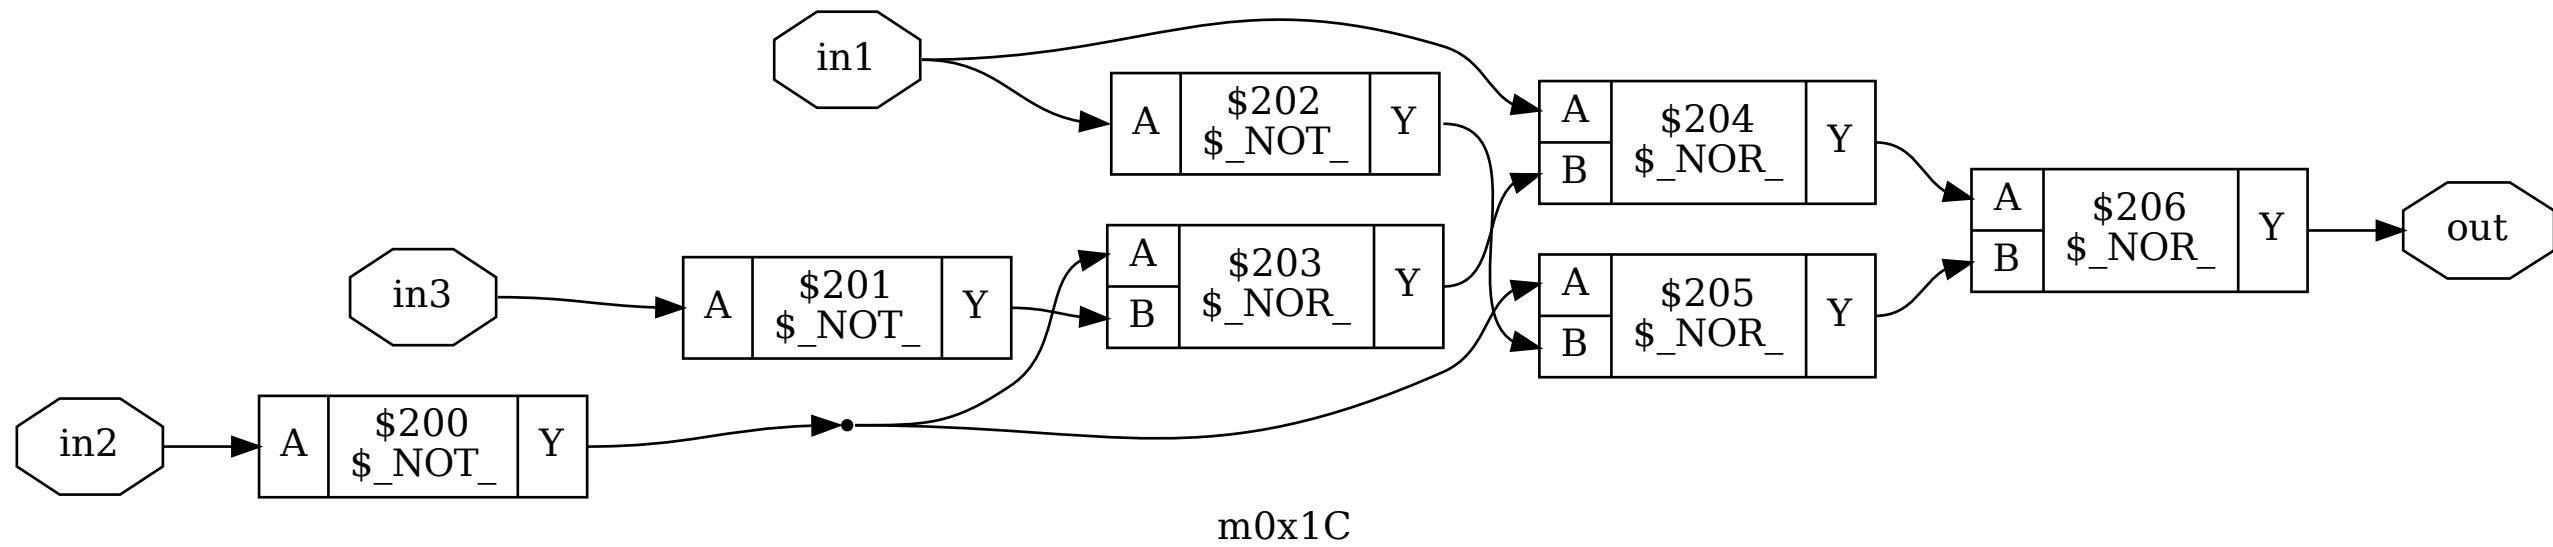 in1
A
$202
$_NOT_
Y
A
B
$204
$_NOR_
Y
in3
A
$201
$_NOT_
Y
A
B
$203
$_NOR_
Y
A
B
$205
$_NOR_
Y
A
B
$206
$_NOR_
Y
out
in2
A
$200
$_NOT_
Y
m0x1C